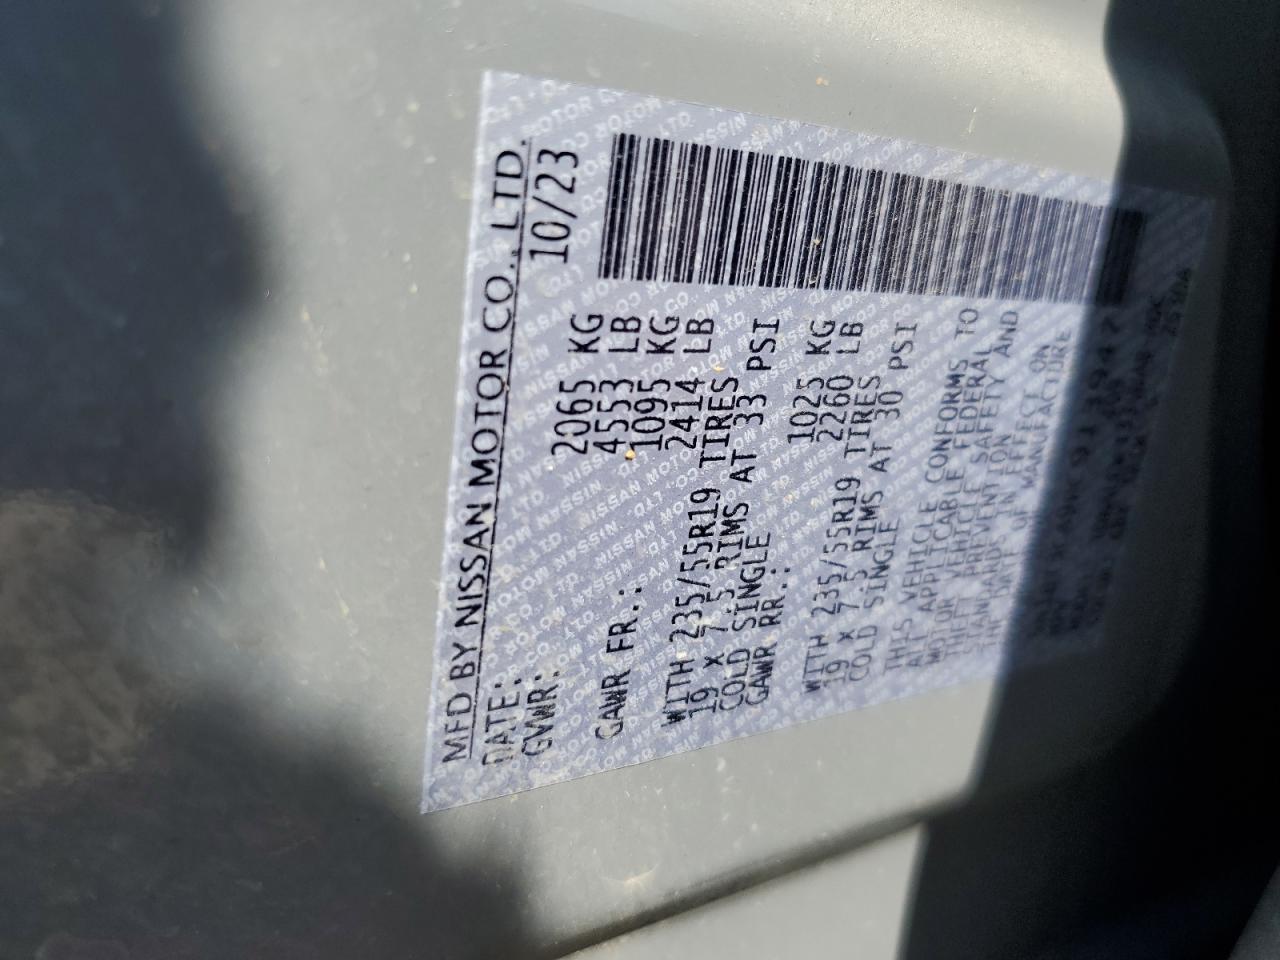 MFD BY NISSAN MOTOR CO., LTD.
DATE: 10/23
GVWR: 2065 KG
4553 LB
GAWR FR.: 1095 KG
2414 LB
WITH 235/55R19 TIRES
19 X 7.5 RIMS AT 33 PSI
COLD SINGLE
GAWR RR.: 1025 KG
2260 LB
WITH 235/55R19 TIRES
19 X 7.5 RIMS AT 30 PSI
COLD SINGLE
THIS VEHICLE CONFORMS TO
ALL APPLICABLE FEDERAL
MOTOR VEHICLE SAFETY AND
THEFT PREVENTION
STANDARDS IN EFFECT ON
THE DATE OF MANUFACTURE